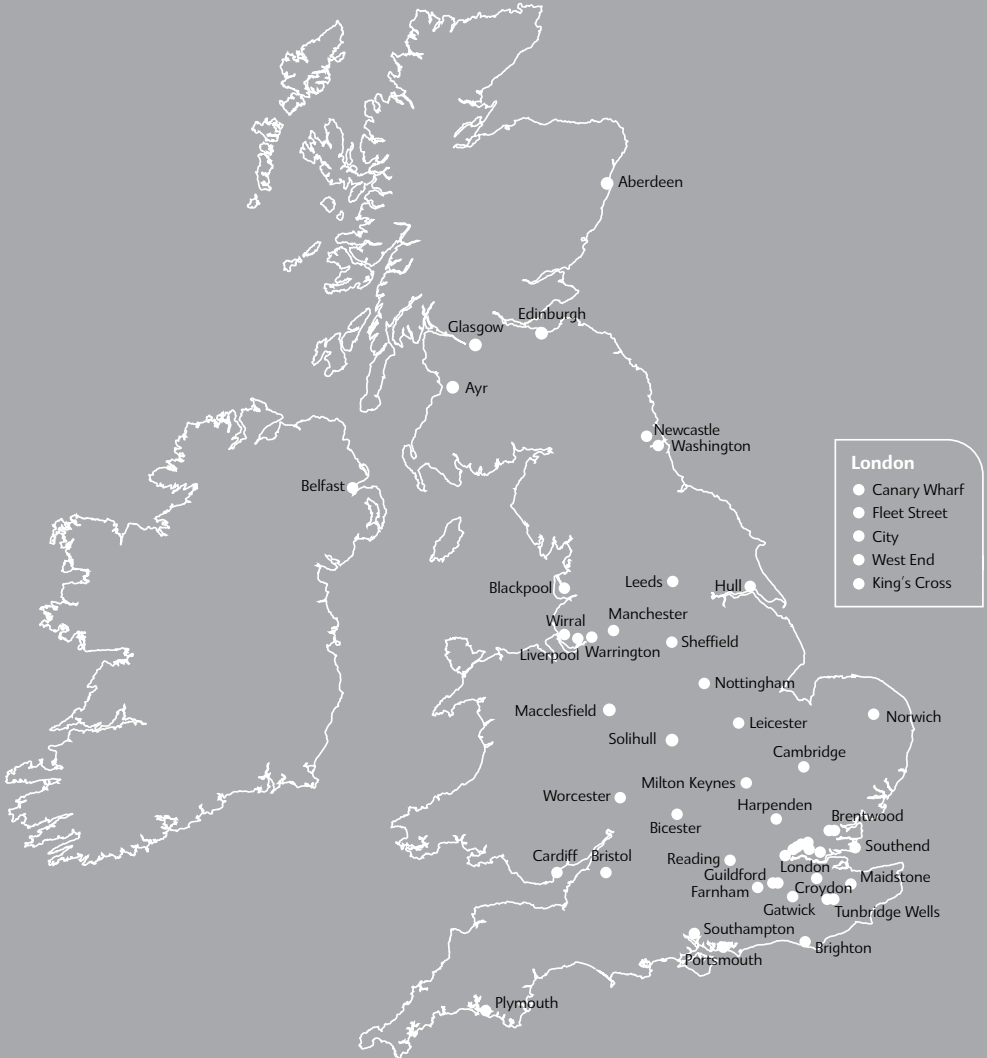 Aberdeen
Edinburgh
Glasgow
Ayr
Newcastle
Washington
London
Canary Wharf
Fleet Street
City
West End
King's Cross
Belfast
Blackpool
Leeds
Hull
Wirral
Manchester
Liverpool
Warrington
Sheffield
Nottingham
Macclesfield
Leicester
Norwich
Solihull
Cambridge
Milton Keynes
Worcester
Harpenden
Bicester
Brentwood
Southend
Cardiff
Bristol
Reading
London
Guildford
Maidstone
Farnham
Croydon
Gatwick
Tunbridge Wells
Southampton
Brighton
Portsmouth
Plymouth